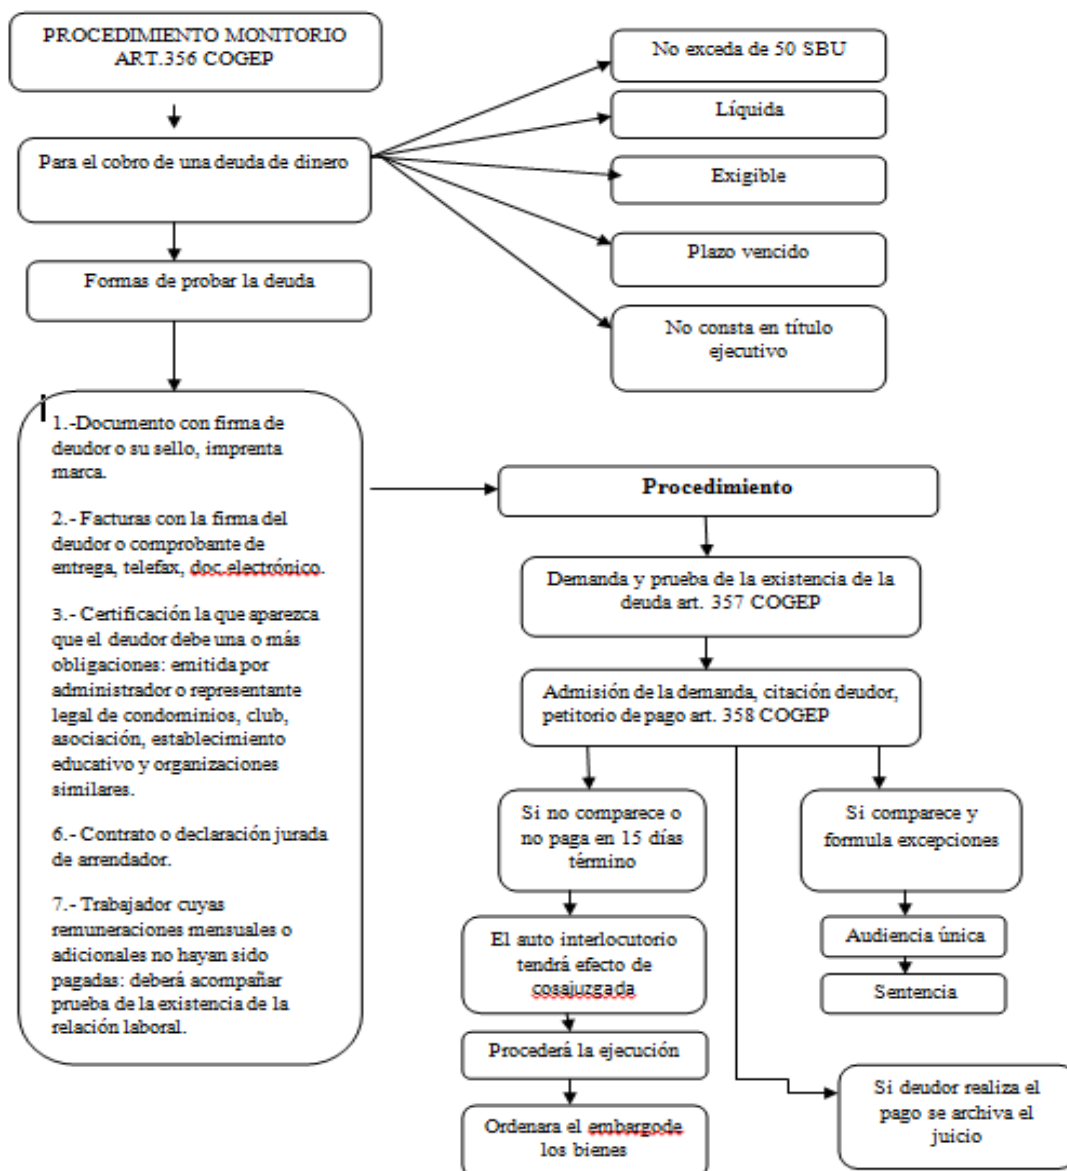 PROCEDIMIENTO MONITORIO
ART.356 COGEP
No exceda de 50 SBU
Líquida
Para el cobro de una deuda de dinero
Exigible
Plazo vencido
Formas de probar la deuda
No consta en título
ejecutivo
1.-Documento con firma de
deudor o su sello, imprenta
marca.
2.- Facturas con la firma del
deudor o comprobante de
entrega, telefax, doc.electrónico.
3.- Certificación la que aparezca
que el deudor debe una o más
obligaciones: emitida por
administrador o representante
legal de condominios, club,
asociación, establecimiento
educativo y organizaciones
similares.
6.- Contrato o declaración jurada
de arrendador.
7.- Trabajador cuyas
remuneraciones mensuales o
adicionales no hayan sido
pagadas: deberá acompañar
prueba de la existencia de la
relación laboral.
Procedimiento
Demanda y prueba de la existencia de la
deuda art. 357 COGEP
Admisión de la demanda, citación deudor,
petitorio de pago art. 358 COGEP
Si no comparece o
no paga en 15 días
término
Si comparece y
formula excepciones
El auto interlocutorio
tendrá efecto de
cosajuzgada
Audiencia única
Sentencia
Procederá la ejecución
Ordenara el embargode
los bienes
Si deudor realiza el
pago se archiva el
juicio